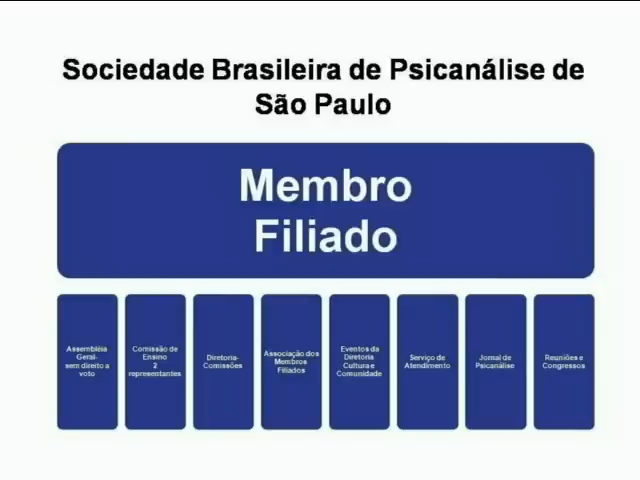 Sociedade Brasileira de Psicanálise de
São Paulo
Membro
Filiado
Assembléia
Geral-
sem direito a
voto
Comissão de
Ensino
2
representantes
Diretoria-
Comissões
Associação dos
Membros
Filiados
Eventos da
Diretoria
Cultura e
Comunidade
Serviço de
Atendimento
Jornal de
Psicanálise
Reuniões e
Congressos